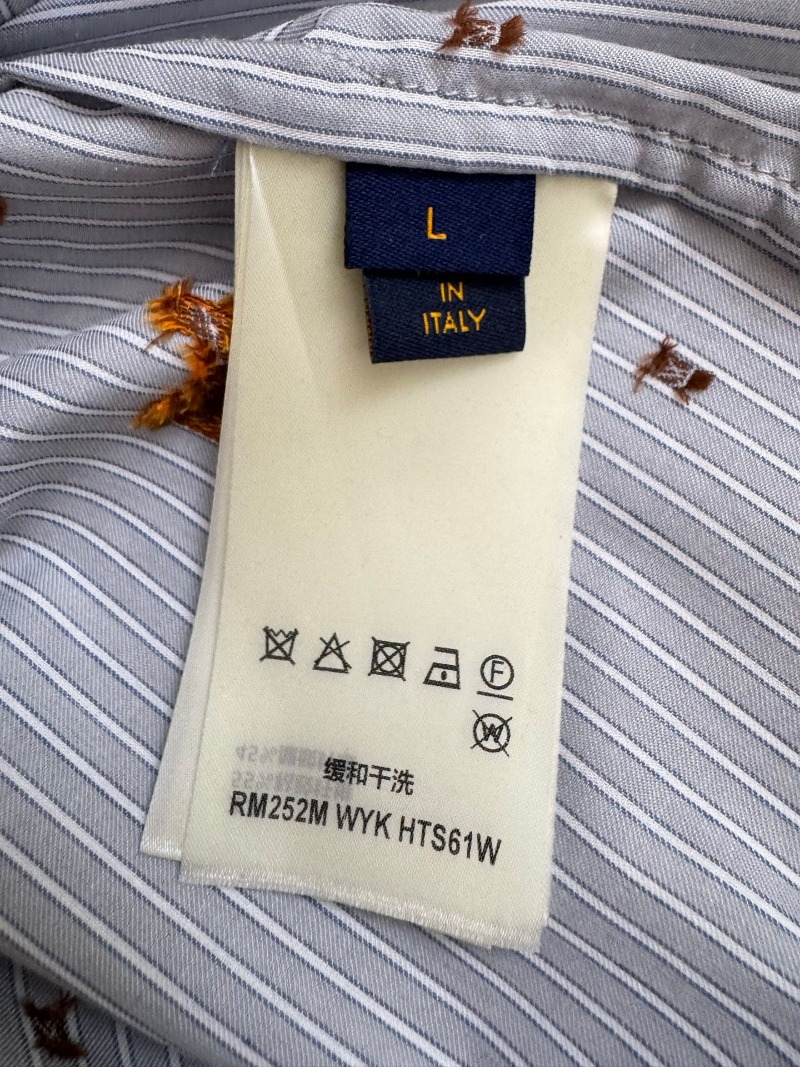 L
IN
ITALY
F
W
缓和干洗
RM252M WYK HTS61W